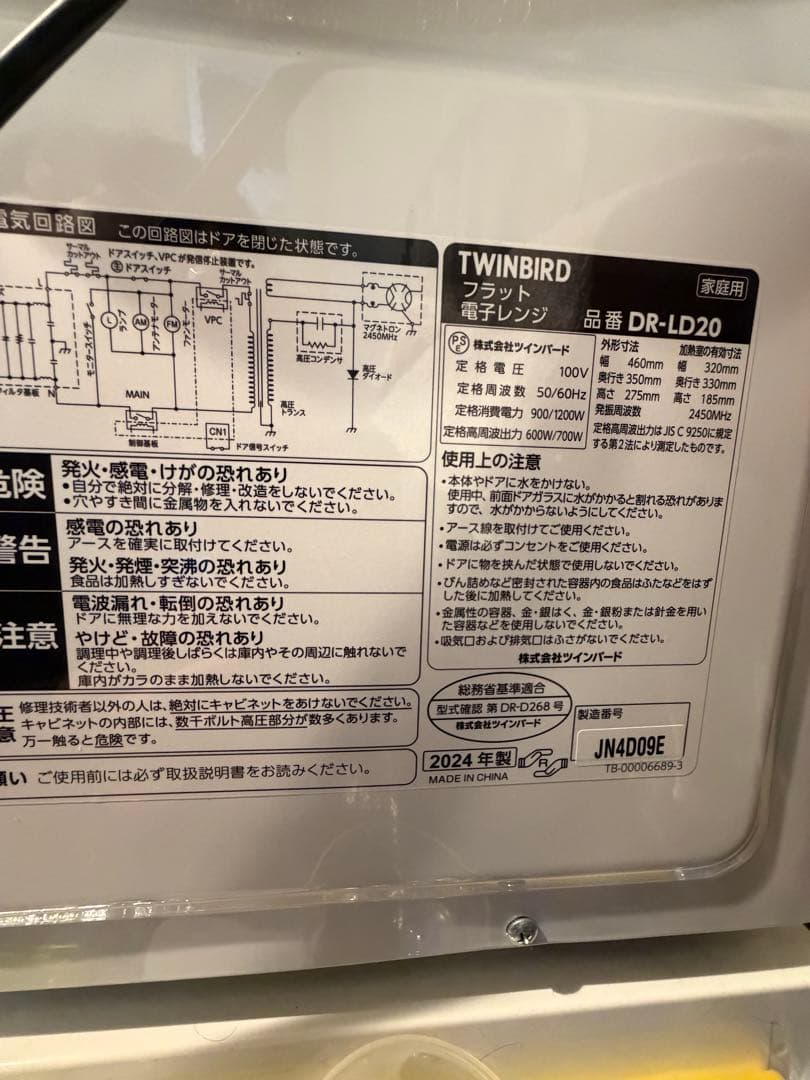 電気回路図 この回路図はドアを閉じた状態です。
サーマル
カットアウト
ドアスイッチ、VPCが発信停止装置です。
主 ドアスイッチ
サーマル
カットアウト
L
モニタースイッチ
L
ランプ
AM
アンテナモーター
FM
ファンモーター
VPC
高圧コンデンサ
マグネトロン
2450MHz
高圧
ダイオード
高圧
トランス
フィルタ基板 N
MAIN
制御基板
CN1
ドア信号スイッチ
危険
発火・感電・けがの恐れあり
•自分で絶対に分解・修理・改造をしないでください。
•穴やすき間に金属物を入れないでください。
警告
感電の恐れあり
アースを確実に取付けてください。
発火・発煙・突沸の恐れあり
食品は加熱しすぎないでください。
注意
電波漏れ・転倒の恐れあり
ドアに無理な力を加えないでください。
やけど・故障の恐れあり
調理中や調理後しばらくは庫内やその周辺に触れないで
ください。
庫内がカラのまま加熱しないでください。
修理技術者以外の人は、絶対にキャビネットをあけないでください。
キャビネットの内部には、数千ボルト高圧部分が数多くあります。
万一触ると危険です。
願い ご使用前には必ず取扱説明書をお読みください。
TWINBIRD
家庭用
フラット
電子レンジ 品番 DR-LD20
PSE 株式会社ツインバード
定格電圧 100V
定格周波数 50/60Hz
定格消費電力 900/1200W
定格高周波出力 600W/700W
外形寸法
幅 460mm
奥行き350mm
高さ 275mm
加熱室の有効寸法
幅 320mm
奥行き330mm
高さ 185mm
発振周波数 2450MHz
定格高周波出力はJIS C 9250に規定
する第2法により測定したものです。
使用上の注意
•本体やドアに水をかけない。
使用中、前面ドアガラスに水がかかると割れる恐れがありま
すので、水がかからないようにしてください。
•アース線を取付けてご使用ください。
•電源は必ずコンセントをご使用ください。
•ドアに物を挟んだ状態で使用しないでください。
•びん詰めなど密封された容器内の食品はふたなどをはず
した後に加熱してください。
•金属性の容器、金・銀はく、金・銀粉または針金を用い
た容器などを使用しないでください。
•吸気口および排気口はふさがないでください。
株式会社ツインバード
総務省基準適合
型式確認 第 DR-D268 号
株式会社ツインバード
2024 年製
MADE IN CHINA
R
製造番号
JN4D09E
TB-00006689-3